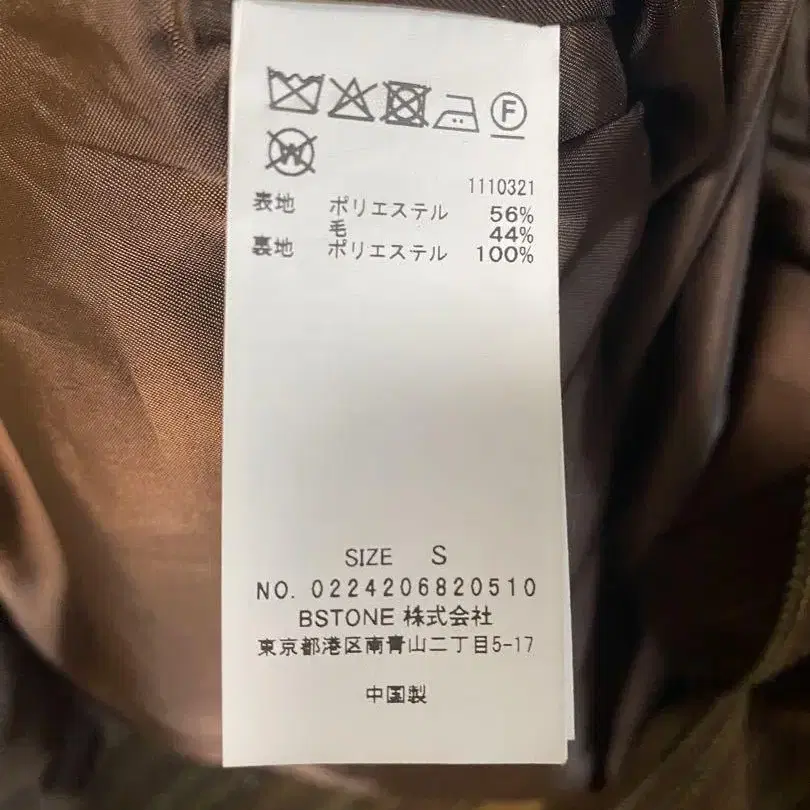 F
W
1110321
表地 ポリエステル 56%
毛 44%
裏地 ポリエステル 100%
SIZE S
NO. 0224206820510
BSTONE 株式会社
東京都港区南青山二丁目5-17
中国製